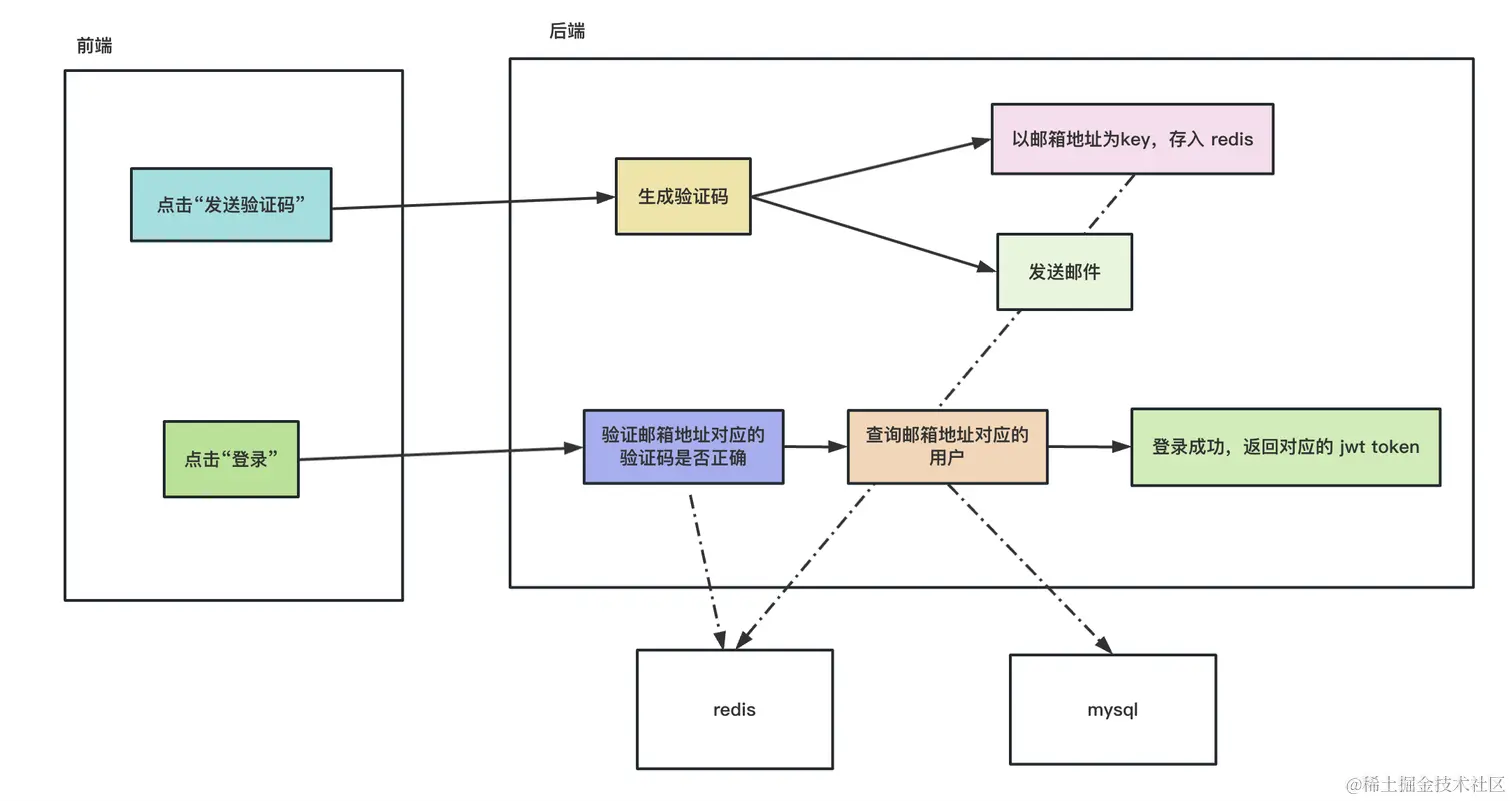 前端
后端
点击“发送验证码”
生成验证码
以邮箱地址为key，存入 redis
发送邮件
点击“登录”
验证邮箱地址对应的
验证码是否正确
查询邮箱地址对应的
用户
登录成功，返回对应的 jwt token
redis
mysql
@稀土掘金技术社区